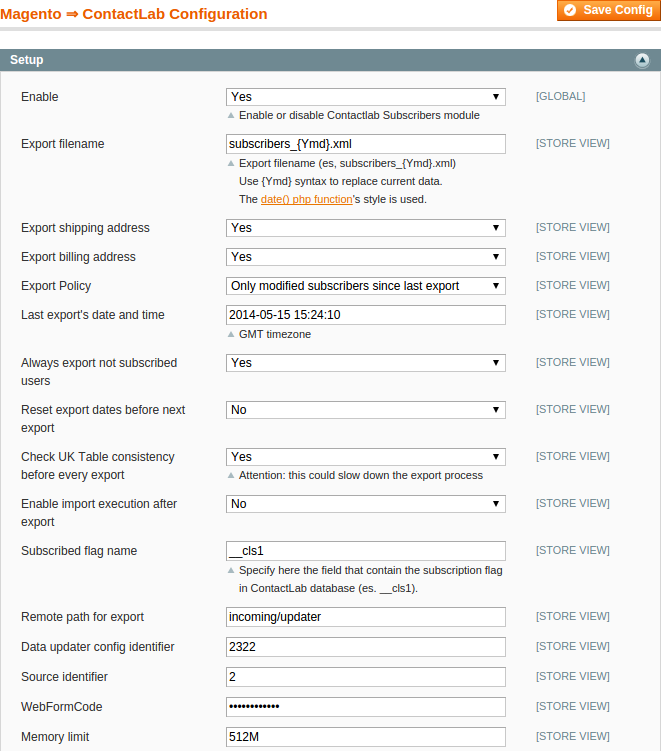 Magento ⇒ ContactLab Configuration
Save Config
Setup
Enable Yes [GLOBAL]
Enable or disable Contactlab Subscribers module
Export filename subscribers_{Ymd}.xml [STORE VIEW]
Export filename (es, subscribers_{Ymd}.xml)
Use {Ymd} syntax to replace current data.
The date() php function's style is used.
Export shipping address Yes [STORE VIEW]
Export billing address Yes [STORE VIEW]
Export Policy Only modified subscribers since last export [STORE VIEW]
Last export's date and time 2014-05-15 15:24:10 [STORE VIEW]
GMT timezone
Always export not subscribed Yes [STORE VIEW]
users
Reset export dates before next No [STORE VIEW]
export
Check UK Table consistency Yes [STORE VIEW]
before every export Attention: this could slow down the export process
Enable import execution after No [STORE VIEW]
export
Subscribed flag name __cls1 [STORE VIEW]
Specify here the field that contain the subscription flag
in ContactLab database (es. __cls1).
Remote path for export incoming/updater [STORE VIEW]
Data updater config identifier 2322 [STORE VIEW]
Source identifier 2 [STORE VIEW]
WebFormCode •••••••••••• [STORE VIEW]
Memory limit 512M [STORE VIEW]